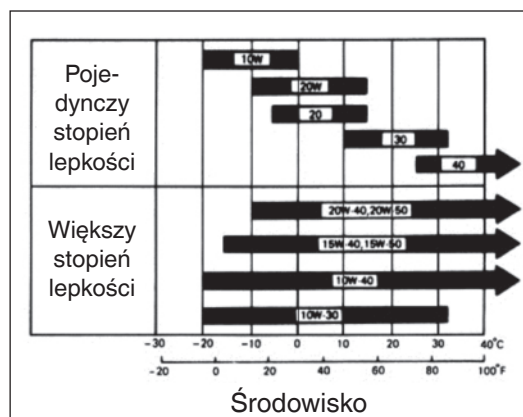 Poje-
dynczy
stopień
lepkości
10W
20W
20
30
40
Większy
stopień
lepkości
20W-40,20W-50
15W-40,15W-50
10W-40
10W-30
-30 -20 -10 0 10 20 30 40°C
-20 0 20 40 60 80 100°F
Środowisko